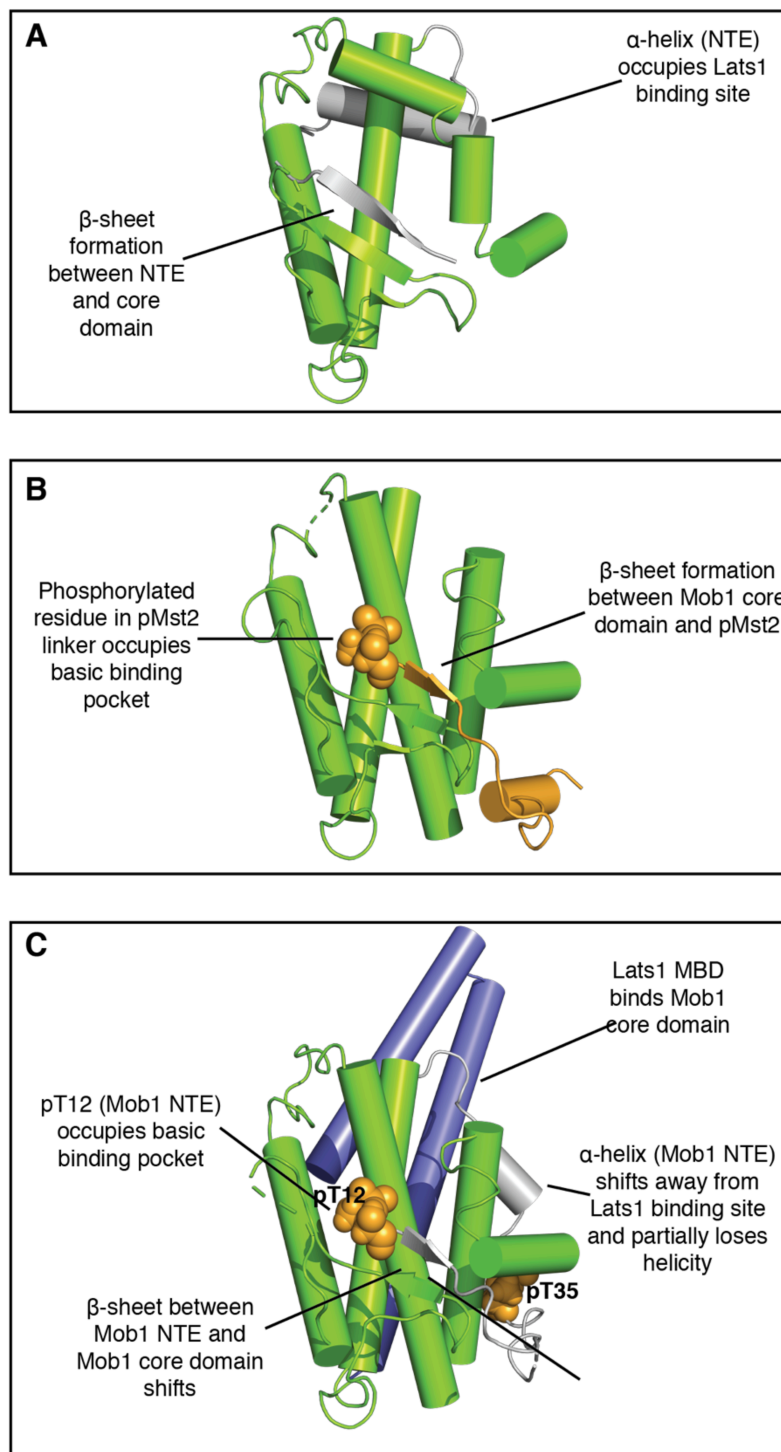 A
α-helix (NTE)
occupies Lats1
binding site
β-sheet
formation
between NTE
and core
domain
B
Phosphorylated
residue in pMst2
linker occupies
basic binding
pocket
β-sheet formation
between Mob1 core
domain and pMst2
C
Lats1 MBD
binds Mob1
core domain
pT12 (Mob1 NTE)
occupies basic
binding pocket
pT12
α-helix (Mob1 NTE)
shifts away from
Lats1 binding site
and partially loses
helicity
pT35
β-sheet between
Mob1 NTE and
Mob1 core domain
shifts